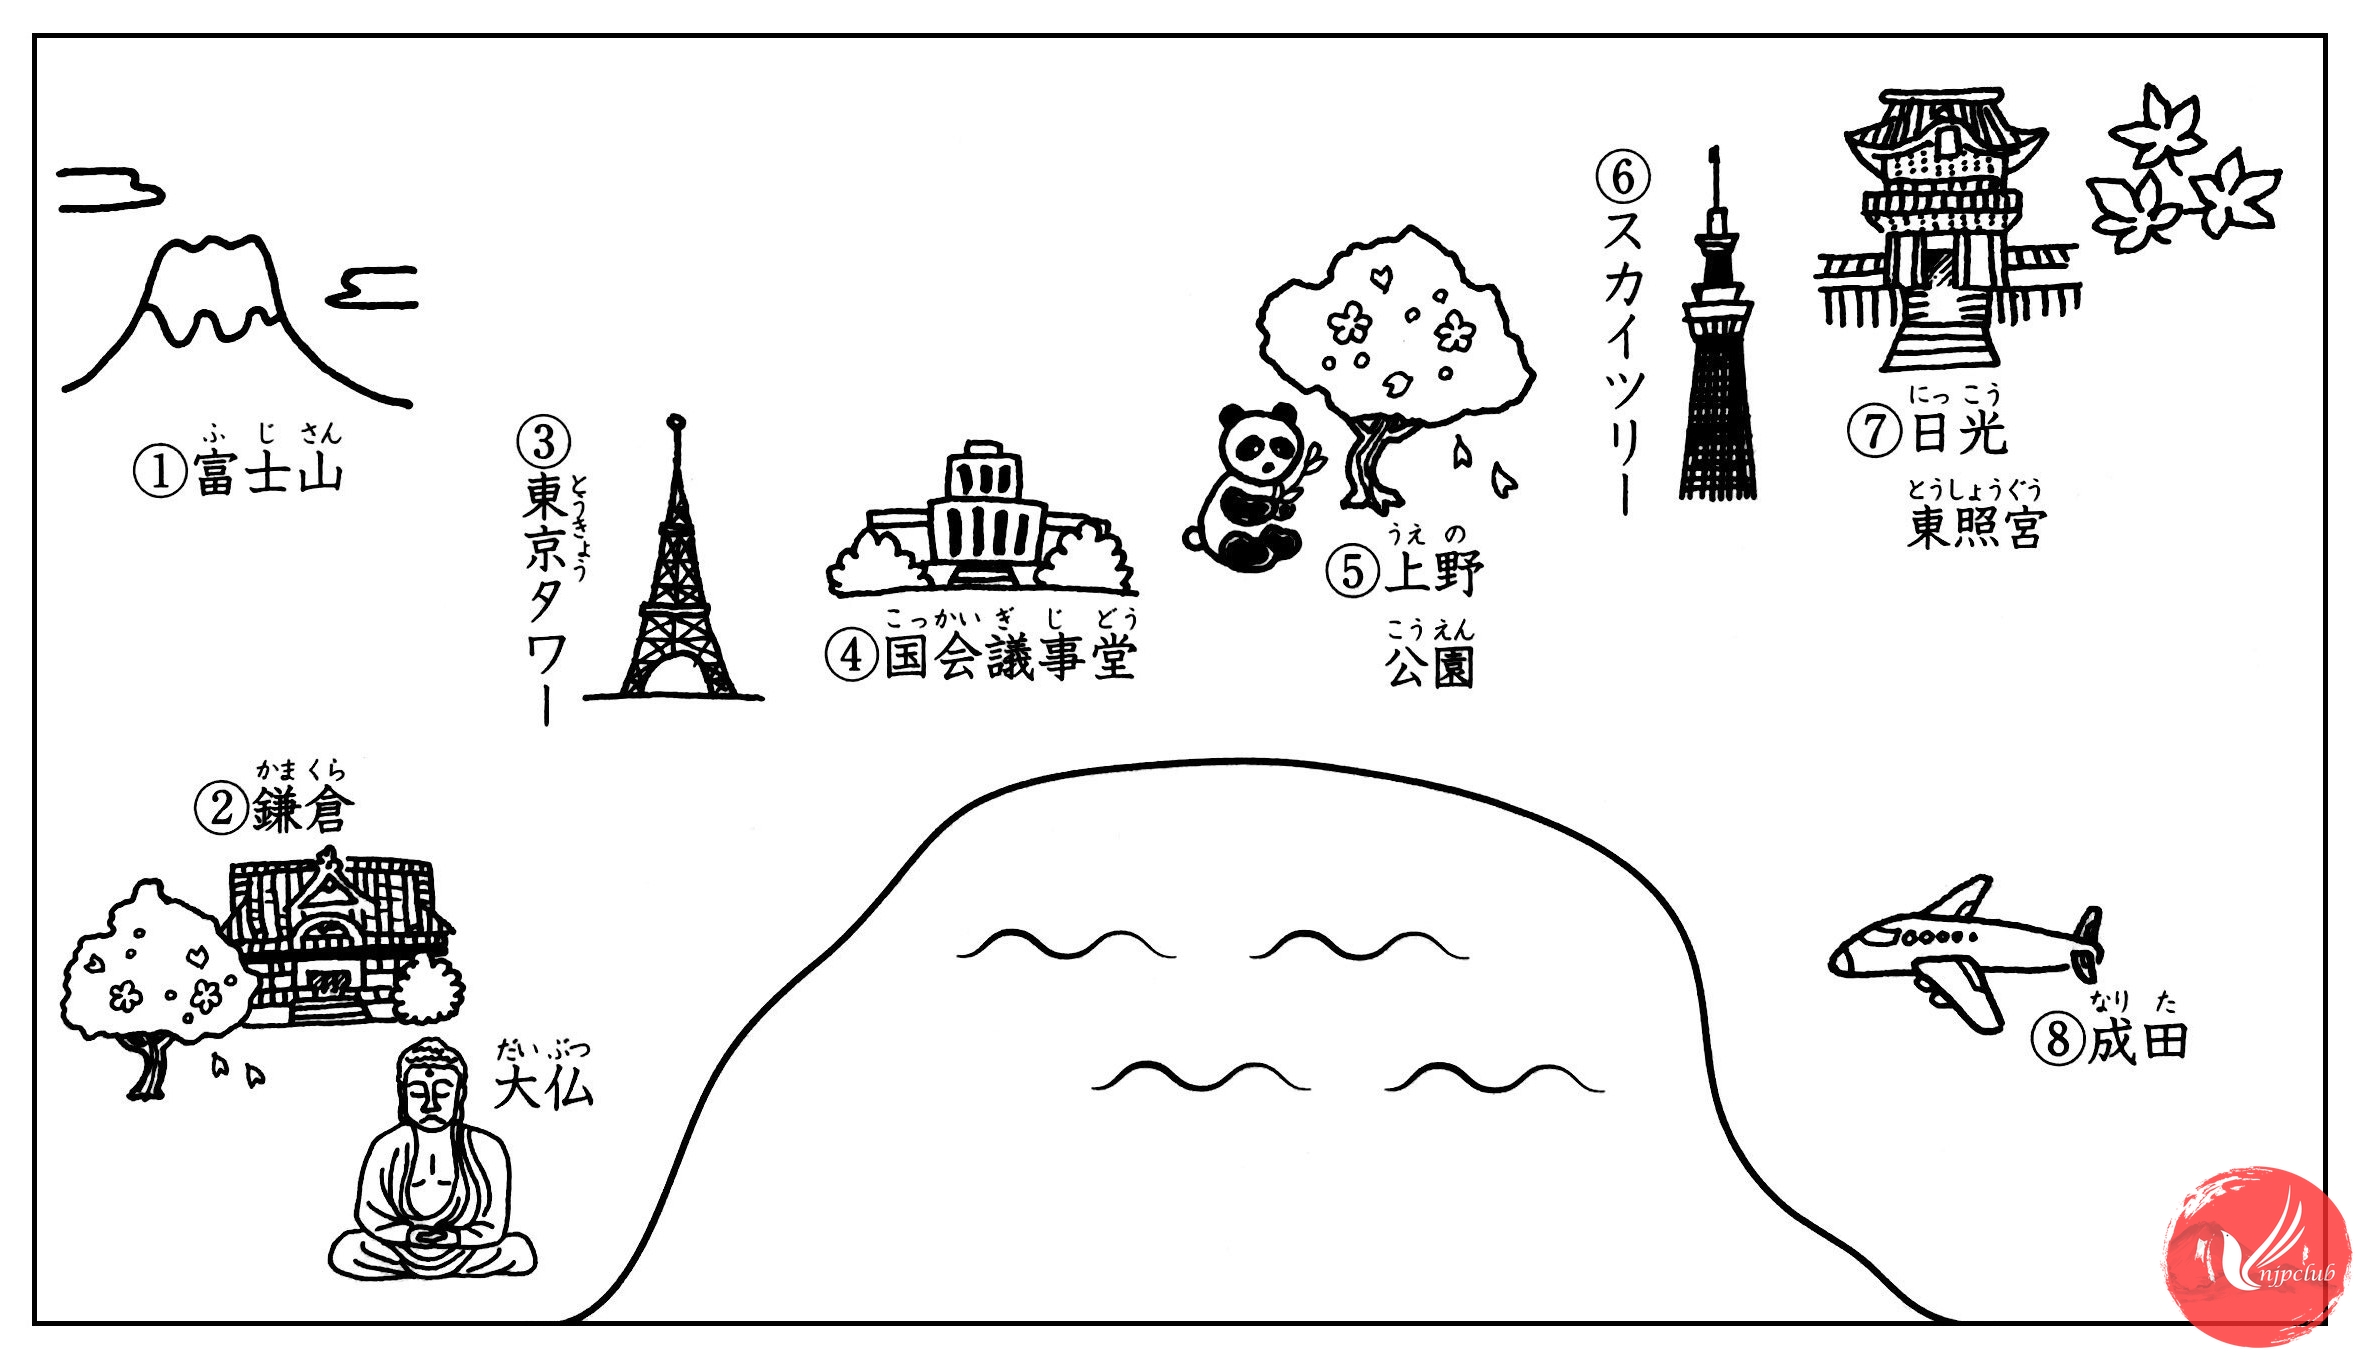 ふ じ さん
①富士山
かまくら
②鎌倉
だいぶつ
大仏
③東京タワー
とうきょう
こっかい ぎ じ どう
④国会議事堂
うえ の
⑤上野
こうえん
公園
⑥スカイツリー
にっ こう
⑦日光
とうしょうぐう
東照宮
なり た
⑧成田
njpclub